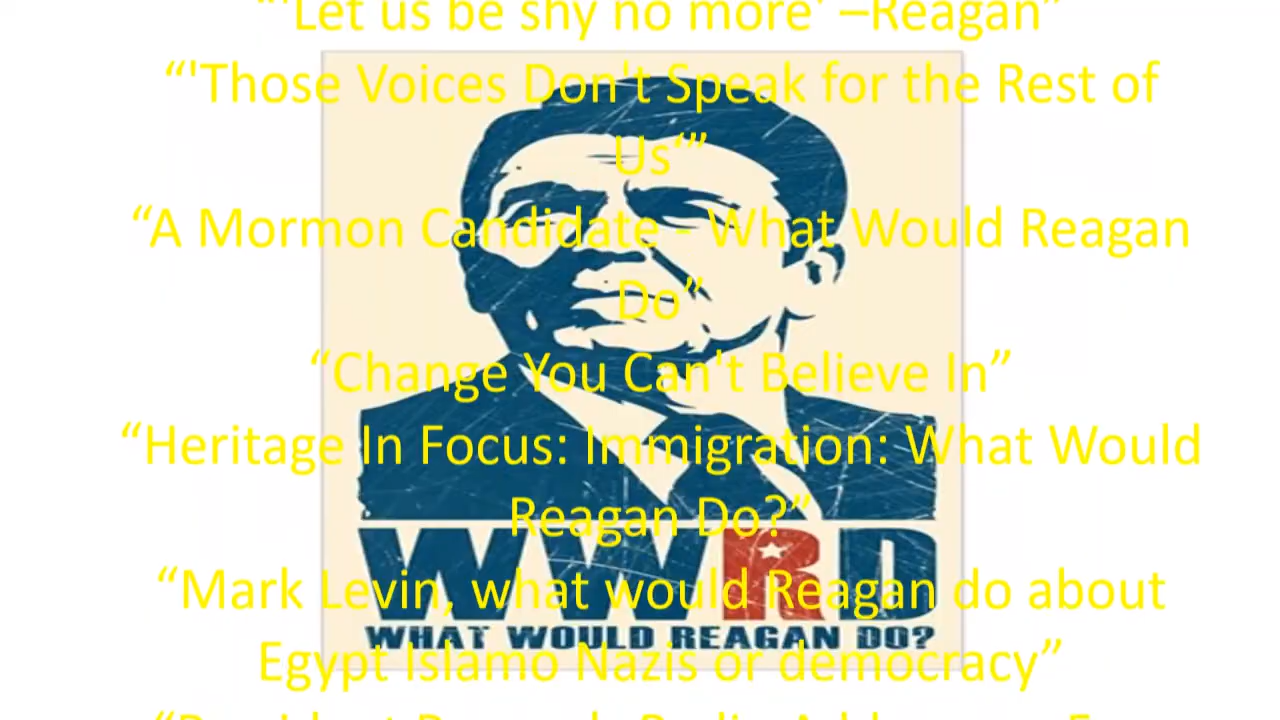 “'Let us be shy no more' –Reagan”
“'Those Voices Don't Speak for the Rest of
Us‘”
“A Mormon Candidate - What Would Reagan
Do”
“Change You Can't Believe In”
“Heritage In Focus: Immigration: What Would
Reagan Do?”
“Mark Levin, what would Reagan do about
Egypt Islamo Nazis or democracy”
WWRD
WHAT WOULD REAGAN DO?